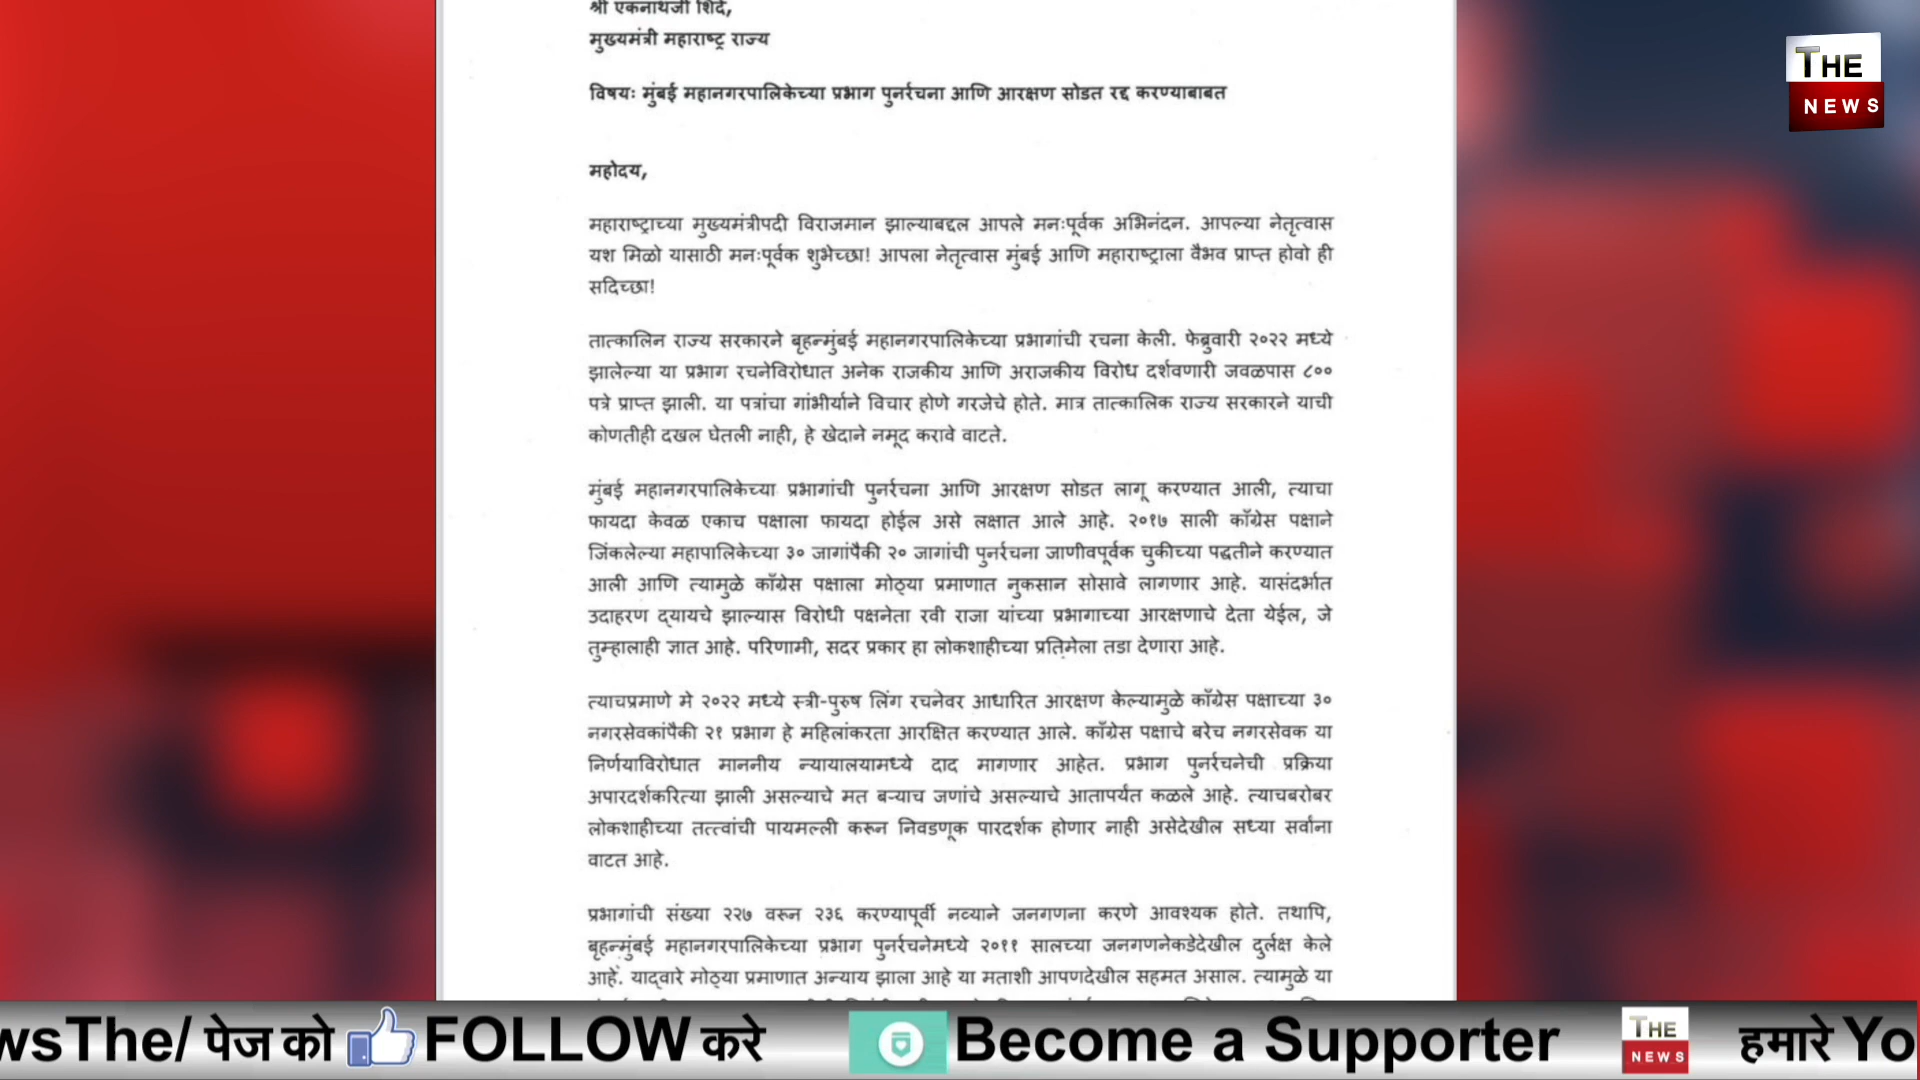 श्री एकनाथजी शिंदे,
मुख्यमंत्री महाराष्ट्र राज्य
विषयः मुंबई महानगरपालिकेच्या प्रभाग पुनर्रचना आणि आरक्षण सोडत रद्द करण्याबाबत
THE
NEWS
महोदय,
महाराष्ट्राच्या मुख्यमंत्रीपदी विराजमान झाल्याबद्दल आपले मनःपूर्वक अभिनंदन. आपल्या नेतृत्वास
यश मिळो यासाठी मनःपूर्वक शुभेच्छा! आपला नेतृत्वास मुंबई आणि महाराष्ट्राला वैभव प्राप्त होवो ही
सदिच्छा!
तात्कालिन राज्य सरकारने बृहन्मुंबई महानगरपालिकेच्या प्रभागांची रचना केली. फेब्रुवारी २०२२ मध्ये
झालेल्या या प्रभाग रचनेविरोधात अनेक राजकीय आणि अराजकीय विरोध दर्शवणारी जवळपास ८००
पत्रे प्राप्त झाली. या पत्रांचा गांभीर्याने विचार होणे गरजेचे होते. मात्र तात्कालिक राज्य सरकारने याची
कोणतीही दखल घेतली नाही, हे खेदाने नमूद करावे वाटते.
मुंबई महानगरपालिकेच्या प्रभागांची पुनर्रचना आणि आरक्षण सोडत लागू करण्यात आली, त्याचा
फायदा केवळ एकाच पक्षाला फायदा होईल असे लक्षात आले आहे. २०१७ साली काँग्रेस पक्षाने
जिंकलेल्या महापालिकेच्या ३० जागांपैकी २० जागांची पुनर्रचना जाणीवपूर्वक चुकीच्या पद्धतीने करण्यात
आली आणि त्यामुळे काँग्रेस पक्षाला मोठ्या प्रमाणात नुकसान सोसावे लागणार आहे. यासंदर्भात
उदाहरण द्यायचे झाल्यास विरोधी पक्षनेता रवी राजा यांच्या प्रभागाच्या आरक्षणाचे देता येईल, जे
तुम्हालाही ज्ञात आहे. परिणामी, सदर प्रकार हा लोकशाहीच्या प्रतिमेला तडा देणारा आहे.
त्याचप्रमाणे मे २०२२ मध्ये स्त्री-पुरुष लिंग रचनेवर आधारित आरक्षण केल्यामुळे काँग्रेस पक्षाच्या ३०
नगरसेवकांपैकी २१ प्रभाग हे महिलांकरता आरक्षित करण्यात आले. काँग्रेस पक्षाचे बरेच नगरसेवक या
निर्णयाविरोधात माननीय न्यायालयामध्ये दाद मागणार आहेत. प्रभाग पुनर्रचनेची प्रक्रिया
अपारदर्शकरित्या झाली असल्याचे मत बऱ्याच जणांचे असल्याचे आतापर्यंत कळले आहे. त्याचबरोबर
लोकशाहीच्या तत्त्वांची पायमल्ली करून निवडणूक पारदर्शक होणार नाही असेदेखील सध्या सर्वांना
वाटत आहे.
प्रभागांची संख्या २२७ वरून २३६ करण्यापूर्वी नव्याने जनगणना करणे आवश्यक होते. तथापि,
बृहन्मुंबई महानगरपालिकेच्या प्रभाग पुनर्रचनेमध्ये २०११ सालच्या जनगणनेकडेदेखील दुर्लक्ष केले
आहे. याद्वारे मोठ्या प्रमाणात अन्याय झाला आहे या मताशी आपणदेखील सहमत असाल. त्यामुळे या
wsThe/ पेज को FOLLOW करे Become a Supporter THE NEWS हमारे Yo